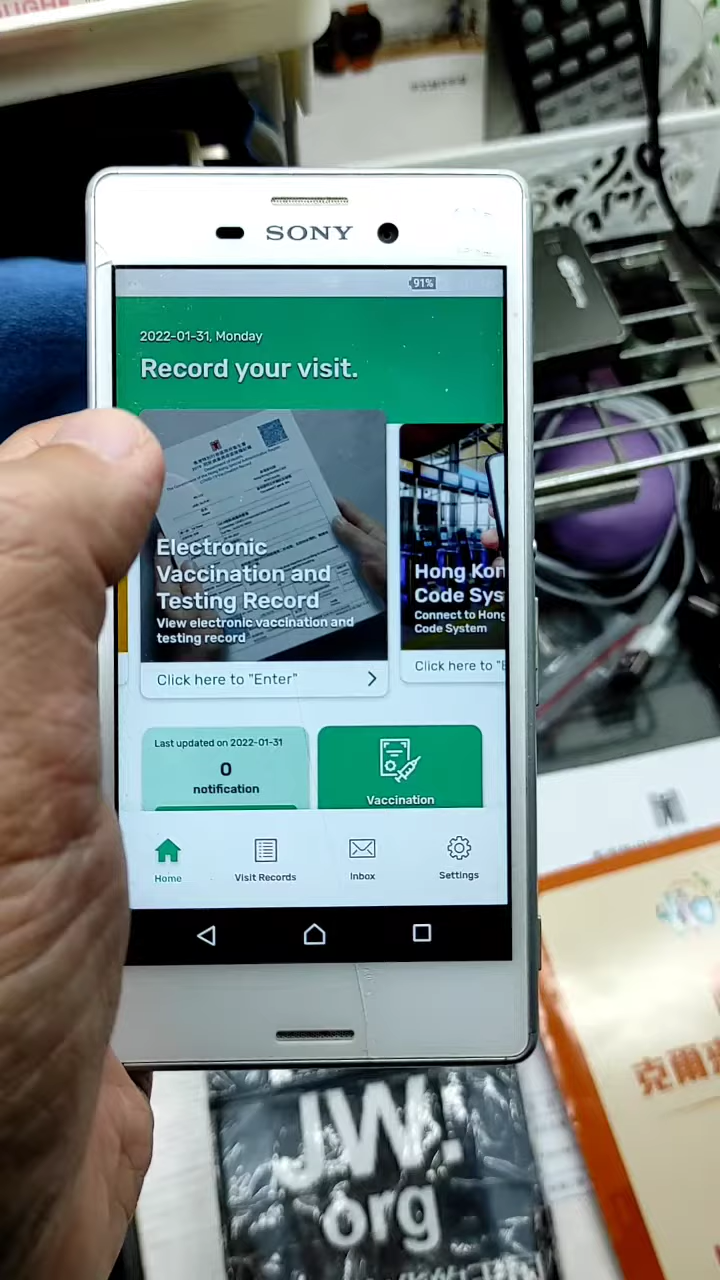 SONY
91%
2022-01-31, Monday
Record your visit.
Electronic
Vaccination and
Testing Record
View electronic vaccination and
testing record
Click here to "Enter"
Hong Kon
Code Sys
Connect to Hong
Code System
Click here to "E
Last updated on 2022-01-31
0
notification
Vaccination
Home
Visit Records
Inbox
Settings
JW.
org
克爾